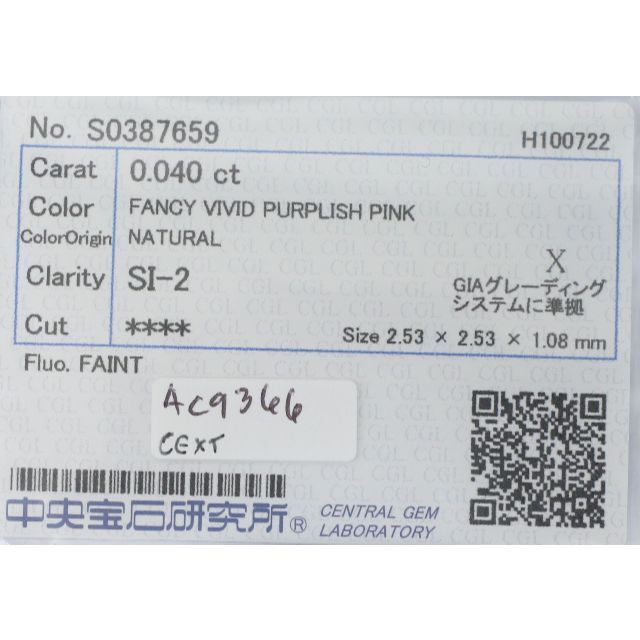 No. S0387659
H100722
Carat 0.040 ct
Color FANCY VIVID PURPLISH PINK
ColorOrigin NATURAL
Clarity SI-2
X
GIAグレーディング
システムに準拠
Cut ****
Size 2.53 × 2.53 × 1.08 mm
Fluo. FAINT
AC9366
CEXT
中央宝石研究所®
CENTRAL GEM
LABORATORY